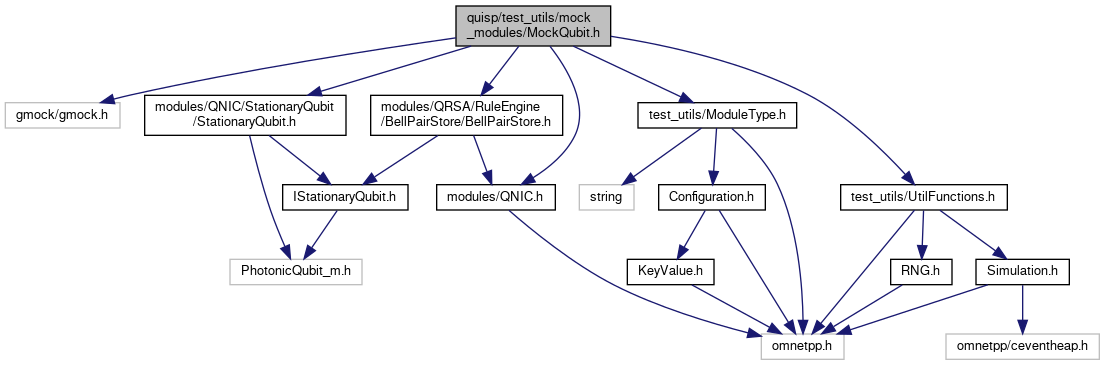 quisp/test_utils/mock
_modules/MockQubit.h
gmock/gmock.h
modules/QNIC/StationaryQubit
/StationaryQubit.h
modules/QRSA/RuleEngine
/BellPairStore/BellPairStore.h
test_utils/ModuleType.h
IStationaryQubit.h
modules/QNIC.h
string
Configuration.h
test_utils/UtilFunctions.h
PhotonicQubit_m.h
KeyValue.h
RNG.h
Simulation.h
omnetpp.h
omnetpp/ceventheap.h